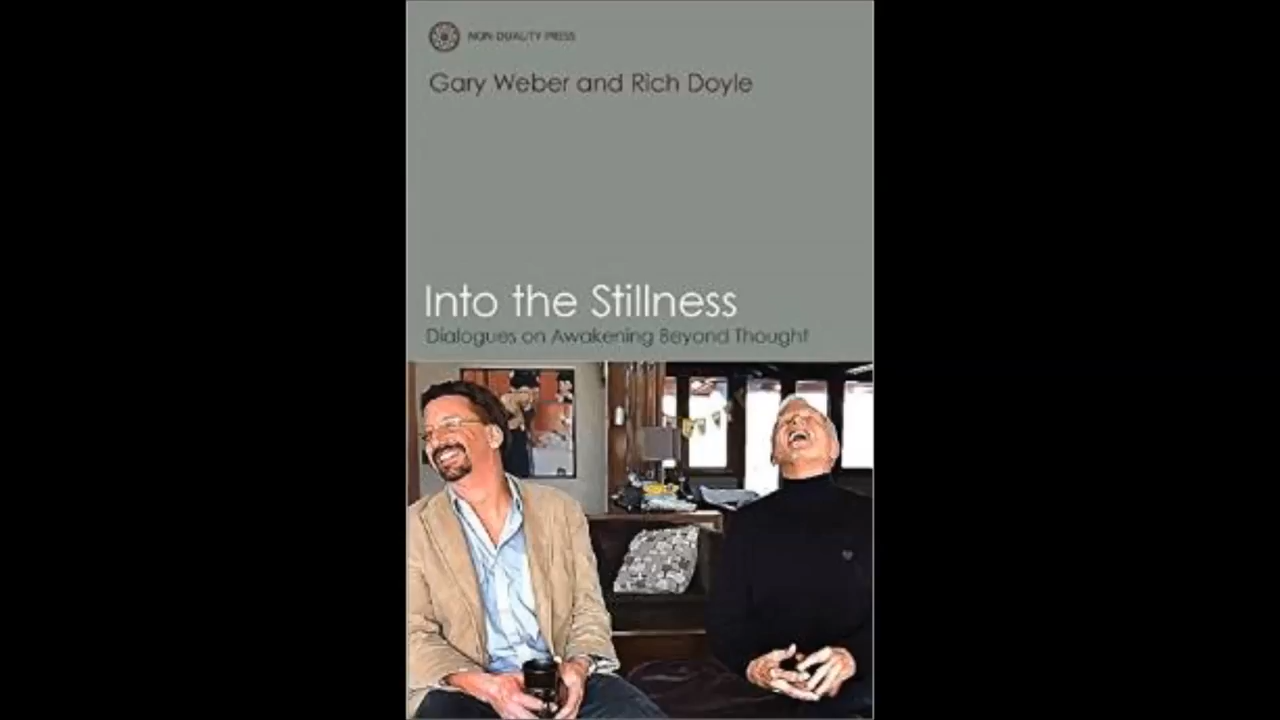 NON-DUALITY PRESS
Gary Weber and Rich Doyle
Into the Stillness
Dialogues on Awakening Beyond Thought